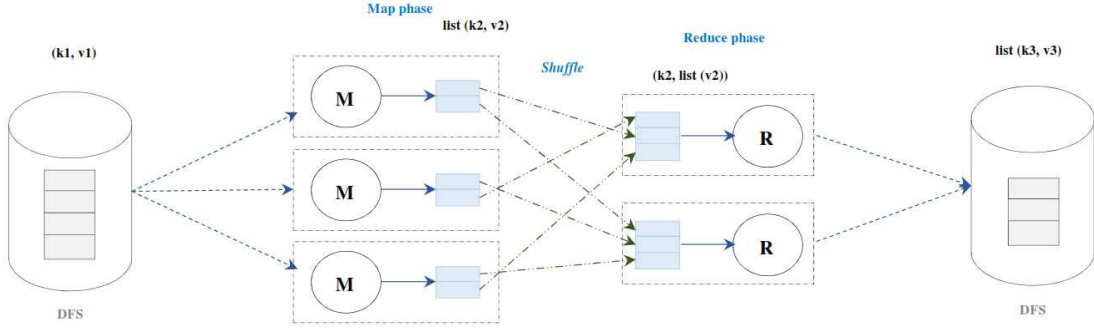 Map phase
list (k2, v2)
(k1, v1)
Shuffle
Reduce phase
(k2, list (v2))
list (k3, v3)
M
M
M
R
R
DFS
DFS